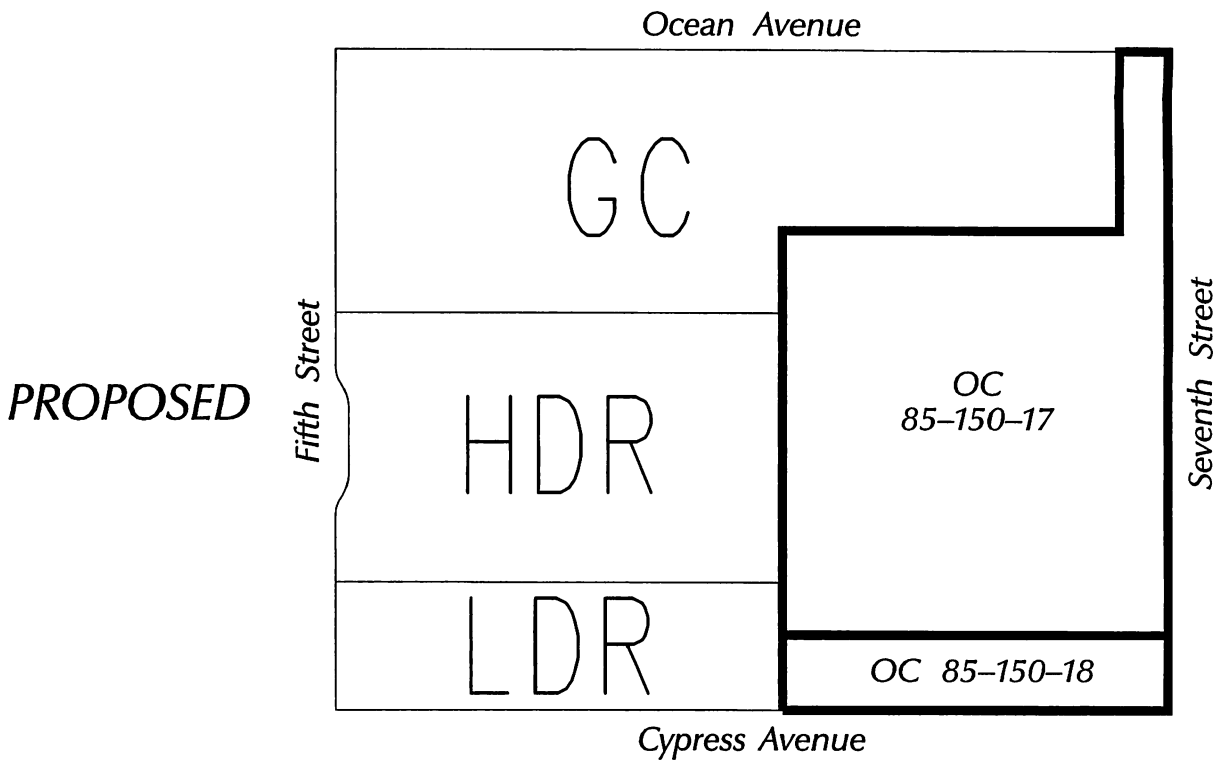 Ocean Avenue
GC
Fifth Street
PROPOSED
HDR
OC
85–150–17
Seventh Street
LDR
OC 85–150–18
Cypress Avenue